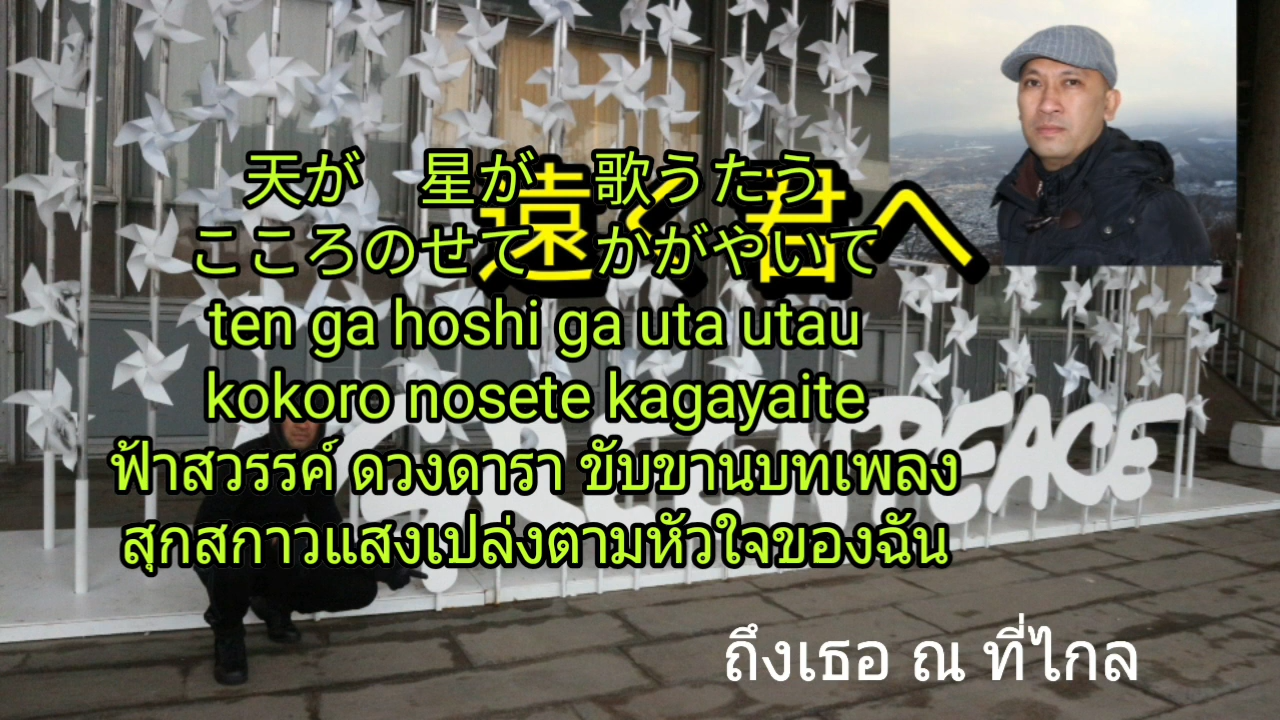 天が　星が　歌うたう
遠く 君へ
こころのせて　かがやいて
ten ga hoshi ga uta utau
kokoro nosete kagayaite
GREENPEACE
ฟ้าสวรรค์ ดวงดารา ขับขานบทเพลง
สุกสกาวแสงเปล่งตามหัวใจของฉัน
ถึงเธอ ณ ที่ไกล